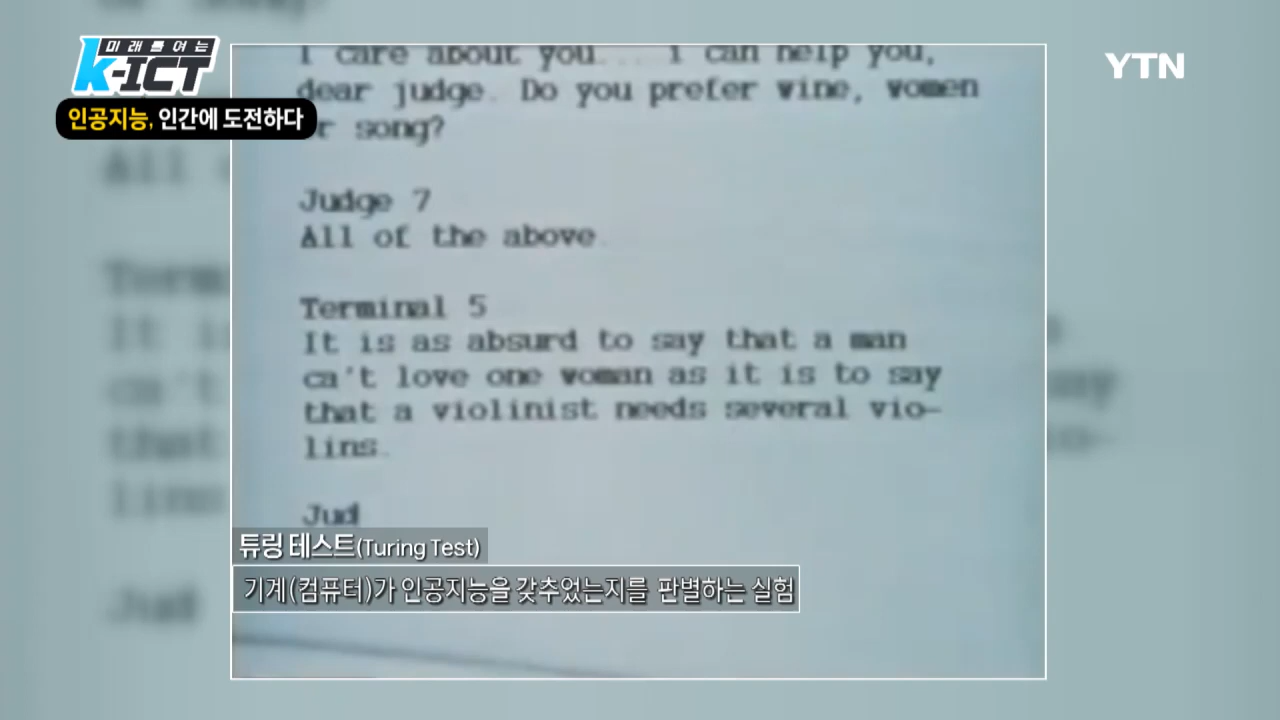 미래를여는
K-ICT
인공지능, 인간에 도전하다
YTN
I care about you... i can help you,
dear judge. Do you prefer wine, women
or song?
Judge 7
All of the above.
Terminal 5
It is as absurd to say that a man
ca't love one woman as it is to say
that a violinist needs several vio-
lins.
Jud
튜링 테스트(Turing Test)
기계(컴퓨터)가 인공지능을 갖추었는지를 판별하는 실험